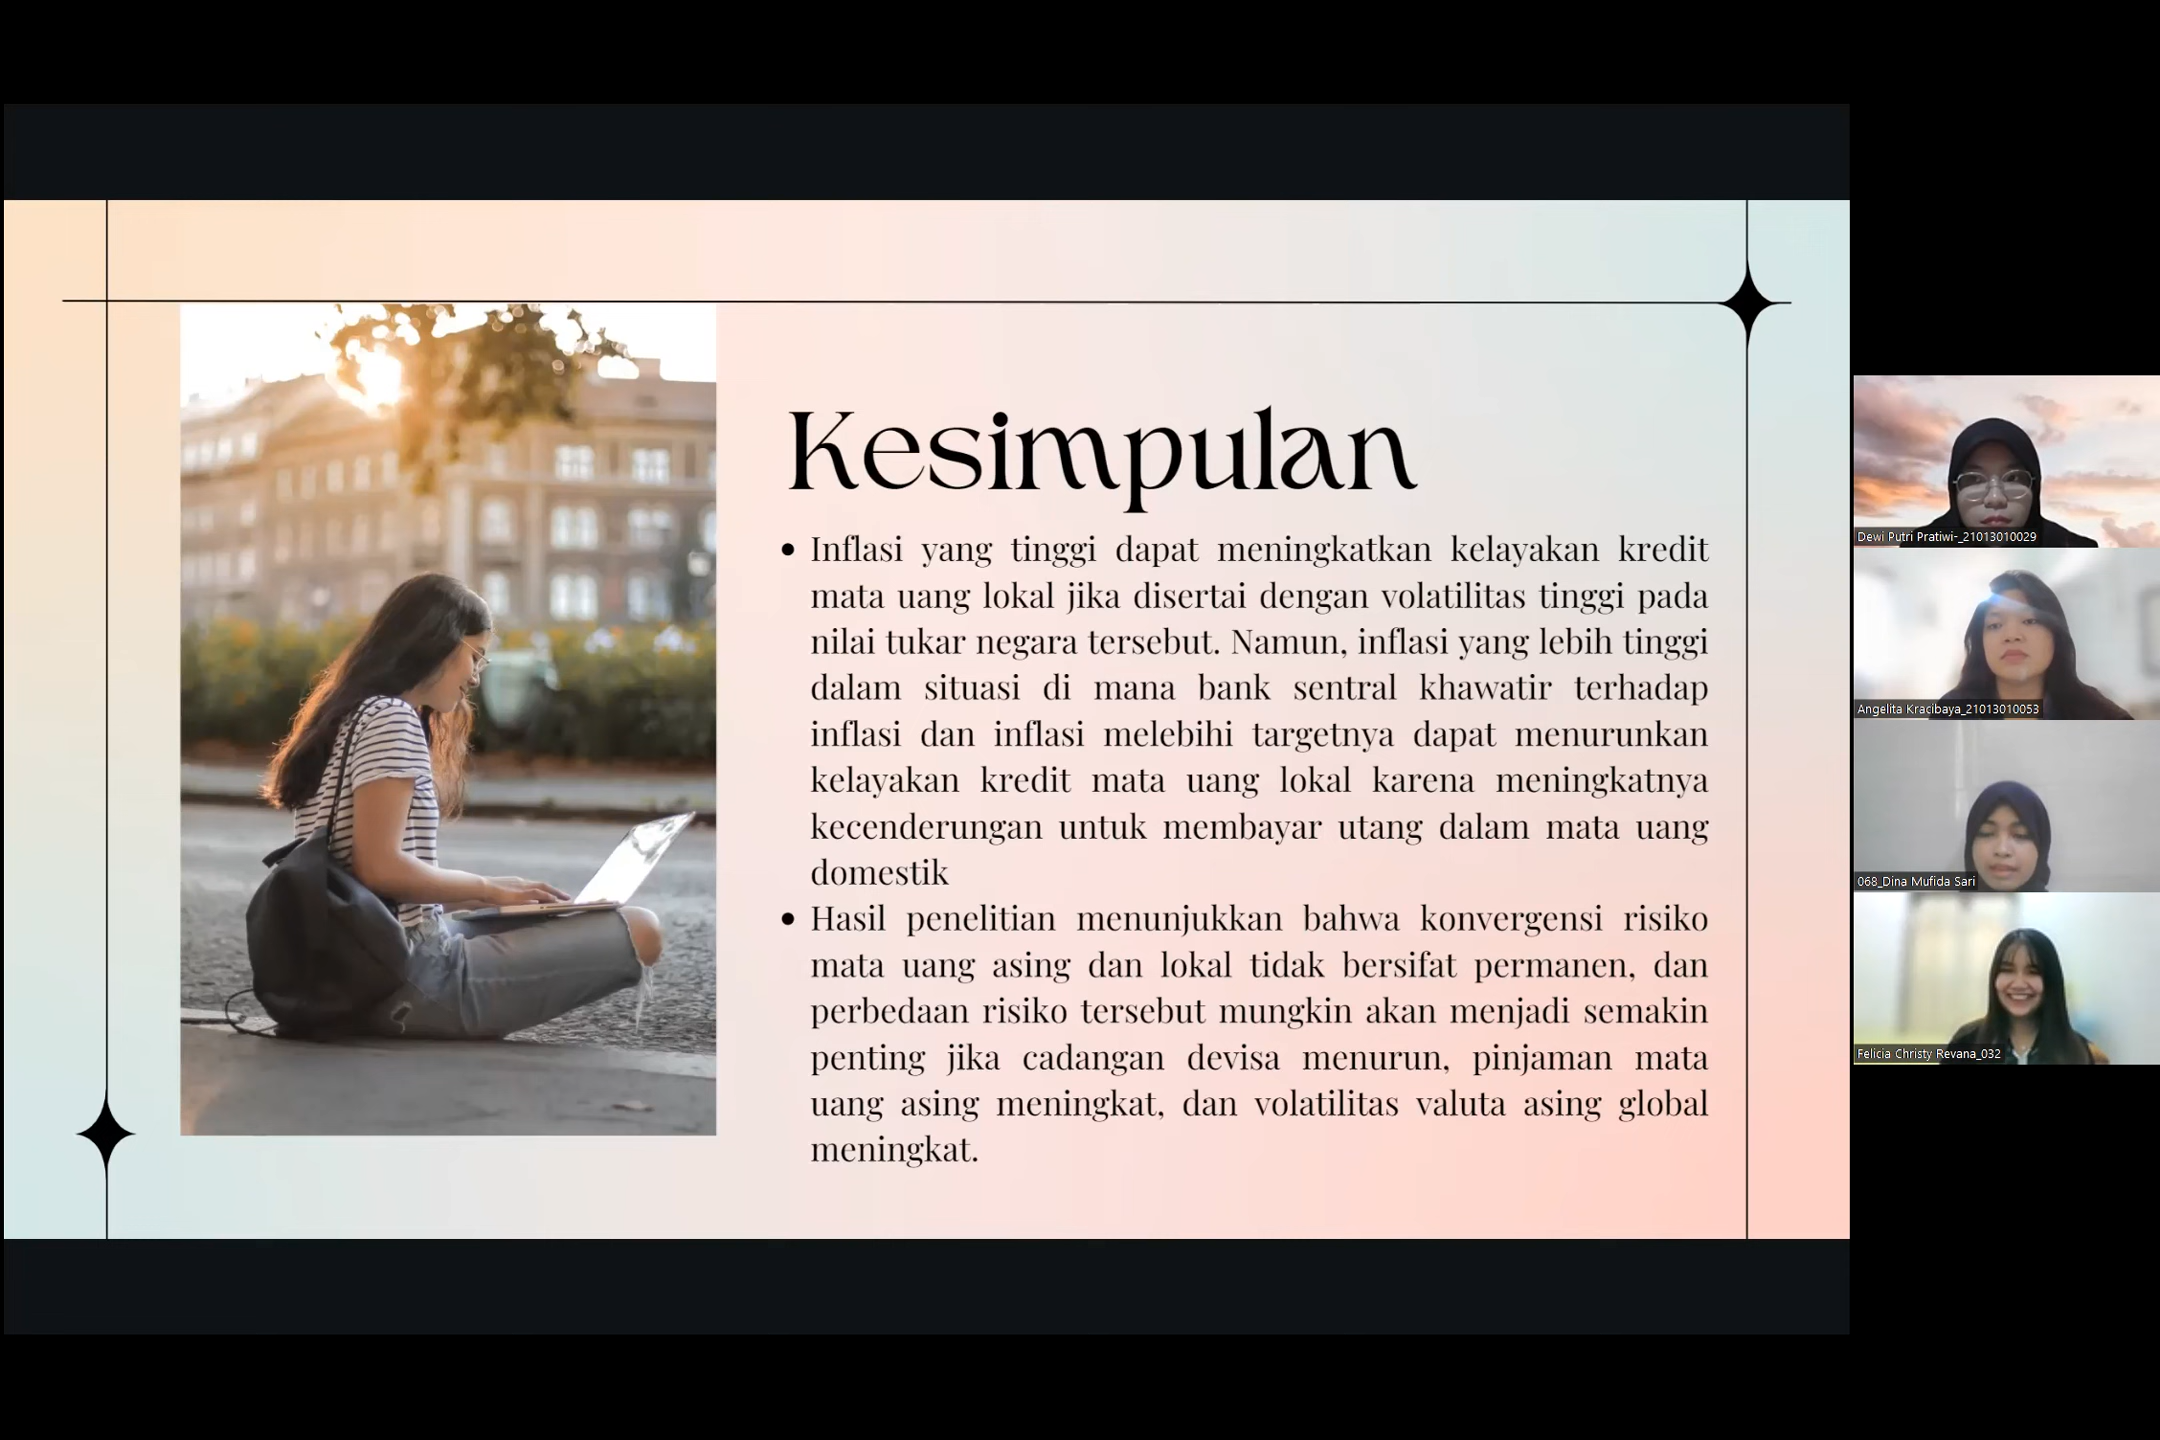 Kesimpulan
• Inflasi yang tinggi dapat meningkatkan kelayakan kredit
mata uang lokal jika disertai dengan volatilitas tinggi pada
nilai tukar negara tersebut. Namun, inflasi yang lebih tinggi
dalam situasi di mana bank sentral khawatir terhadap
inflasi dan inflasi melebihi targetnya dapat menurunkan
kelayakan kredit mata uang lokal karena meningkatnya
kecenderungan untuk membayar utang dalam mata uang
domestik
• Hasil penelitian menunjukkan bahwa konvergensi risiko
mata uang asing dan lokal tidak bersifat permanen, dan
perbedaan risiko tersebut mungkin akan menjadi semakin
penting jika cadangan devisa menurun, pinjaman mata
uang asing meningkat, dan volatilitas valuta asing global
meningkat.
Dewi Putri Pratiwi-_21013010029
Angelita Kracibaya_21013010053
068_Dina Mufida Sari
Felicia Christy Revana_032